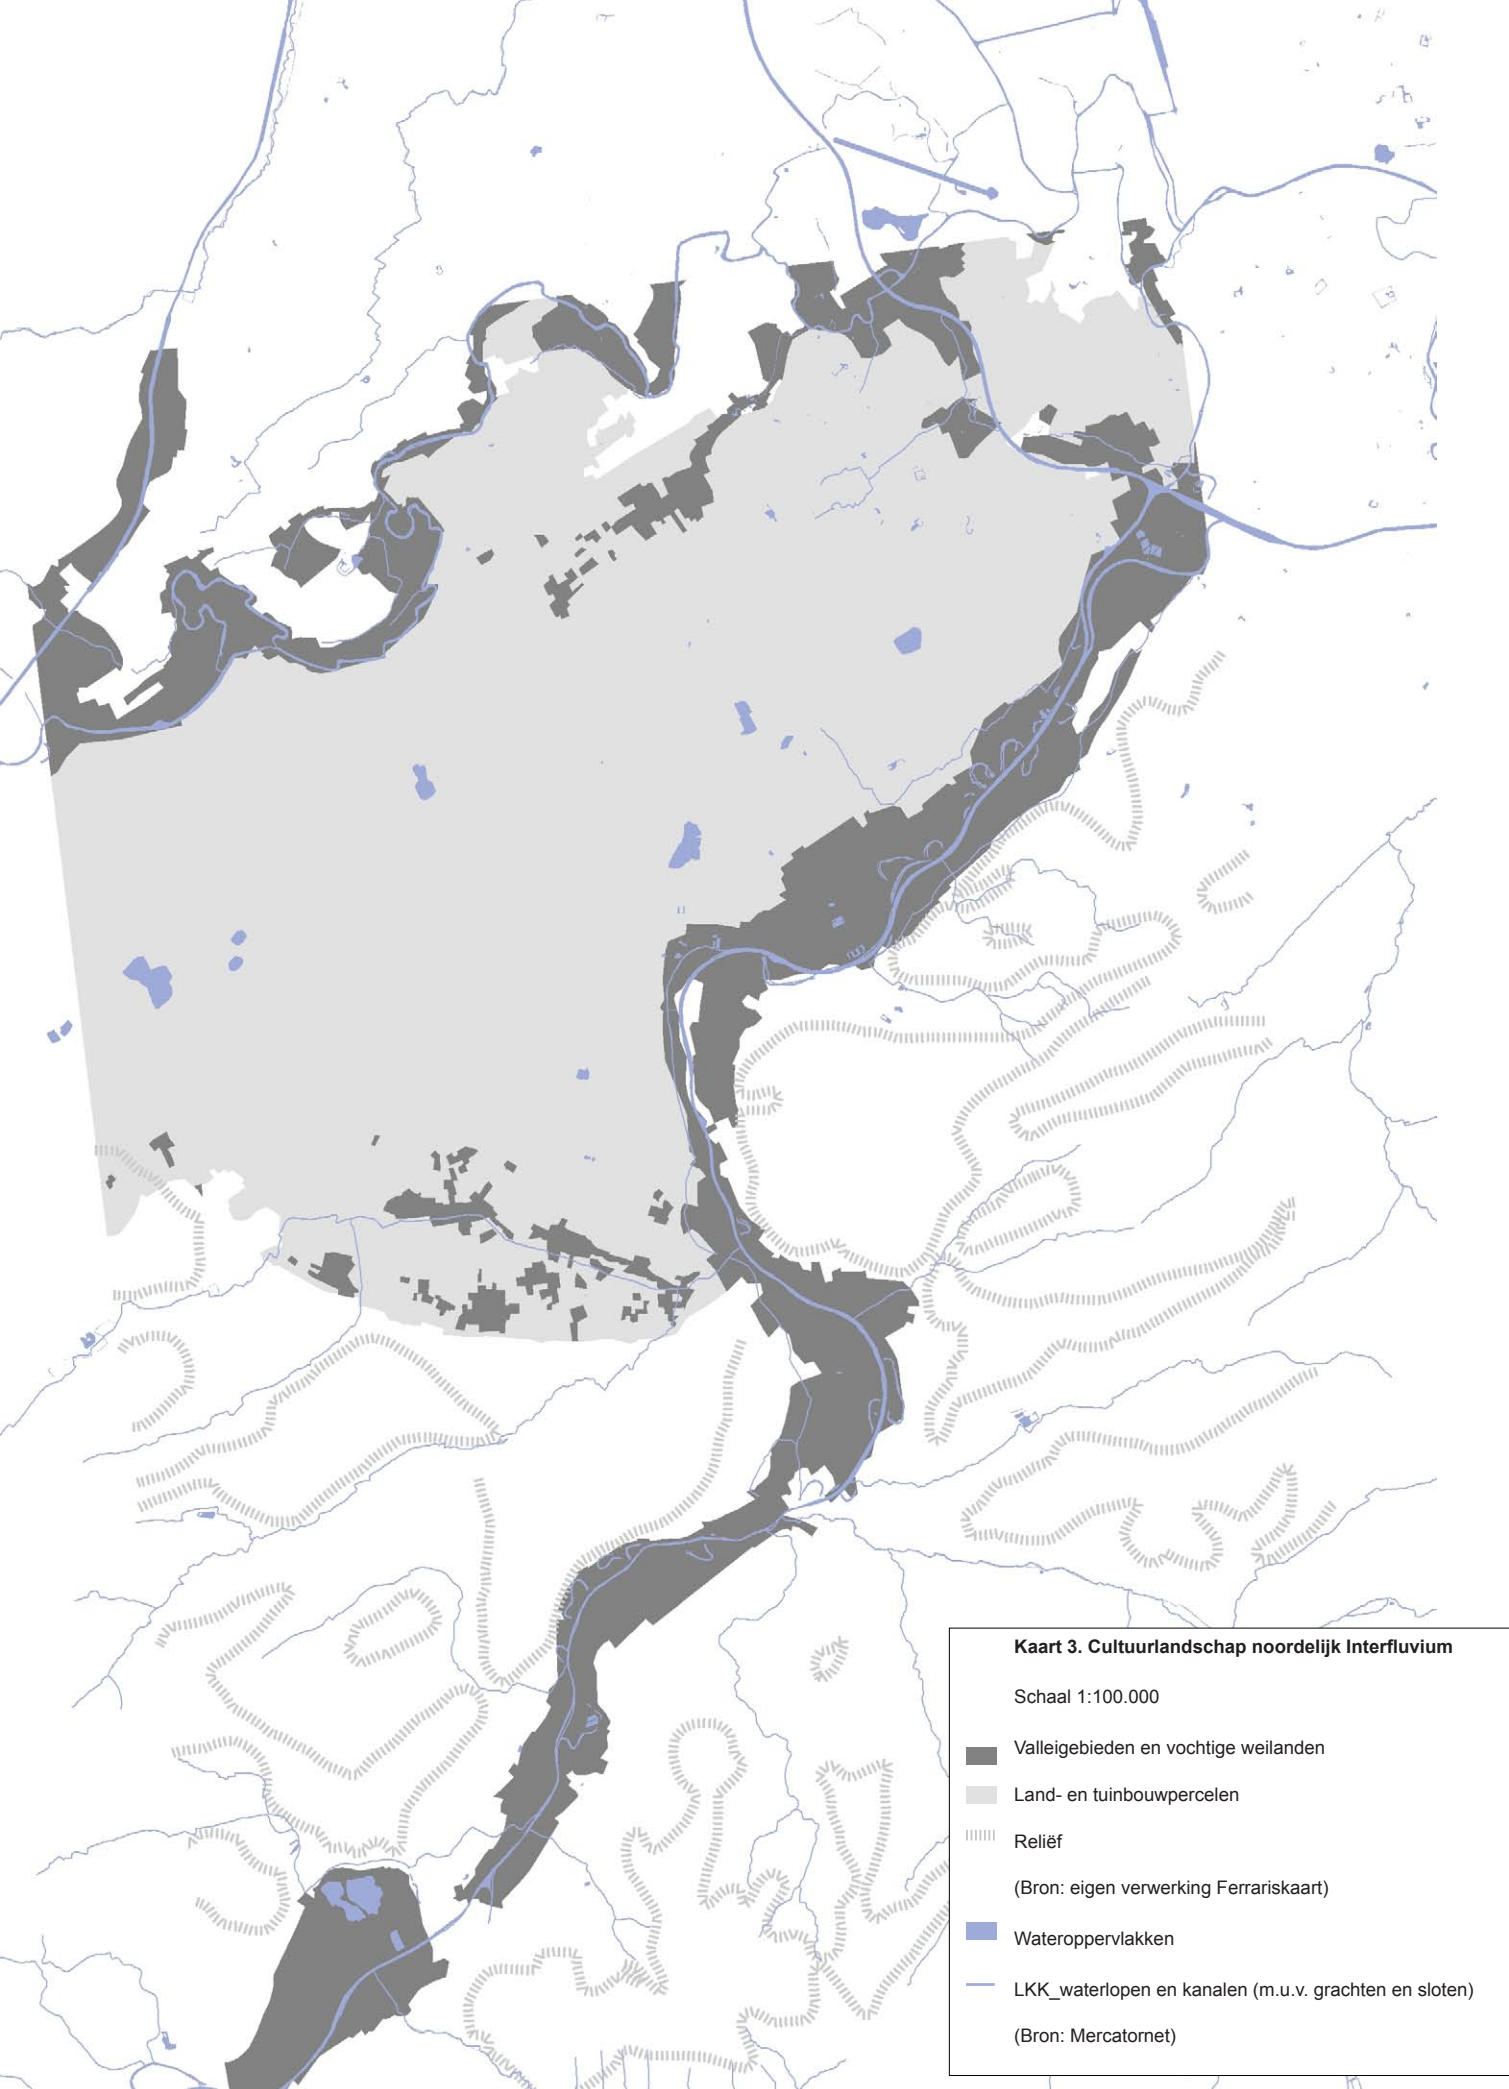 Kaart 3. Cultuurlandschap noordelijk Interfluvium
Schaal 1:100.000
Valleigebieden en vochtige weilanden
Land- en tuinbouwpercelen
Reliëf
(Bron: eigen verwerking Ferrariskaart)
Wateroppervlakken
LKK_waterlopen en kanalen (m.u.v. grachten en sloten)
(Bron: Mercatornet)